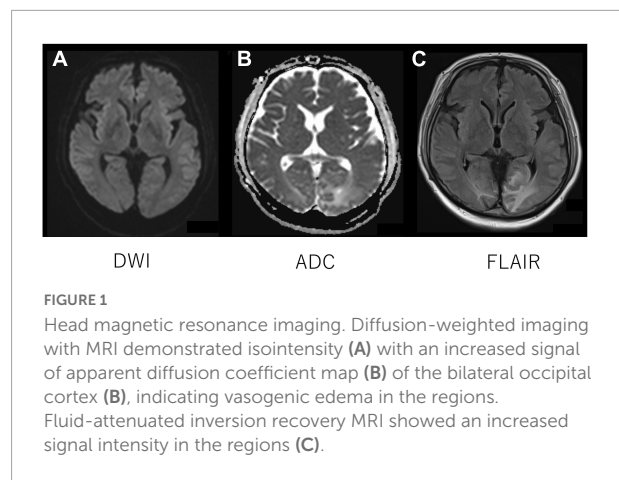 A B C
DWI ADC FLAIR
FIGURE 1
Head magnetic resonance imaging. Diffusion-weighted imaging
with MRI demonstrated isointensity (A) with an increased signal
of apparent diffusion coefficient map (B) of the bilateral occipital
cortex (B), indicating vasogenic edema in the regions.
Fluid-attenuated inversion recovery MRI showed an increased
signal intensity in the regions (C).